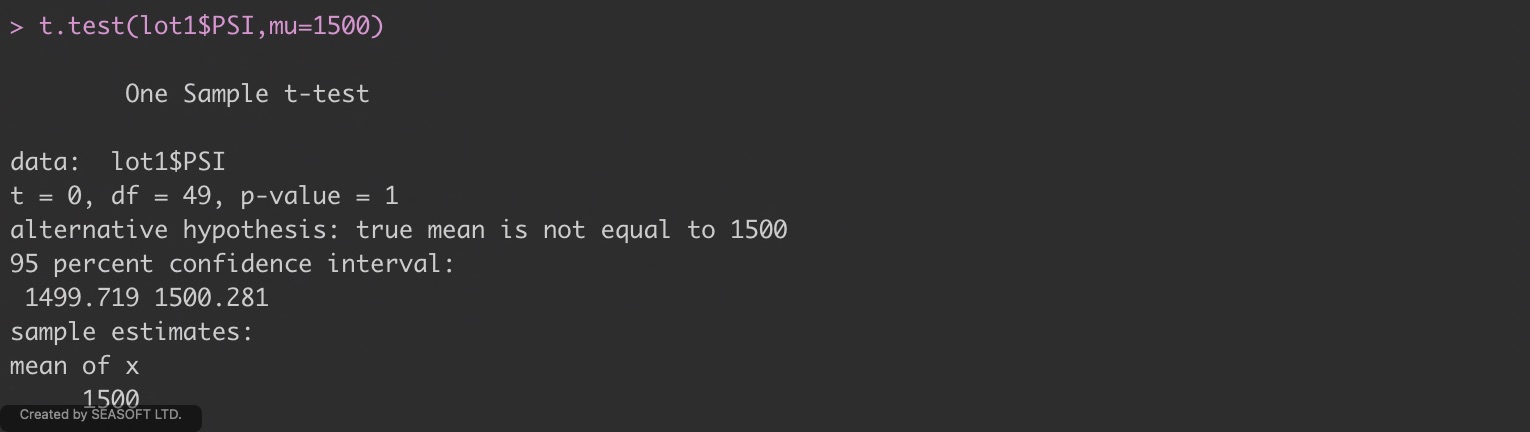 > t.test(lot1$PSI,mu=1500)
One Sample t-test
data:  lot1$PSI
t = 0, df = 49, p-value = 1
alternative hypothesis: true mean is not equal to 1500
95 percent confidence interval:
1499.719 1500.281
sample estimates:
mean of x
1500
Created by SEASOFT LTD.